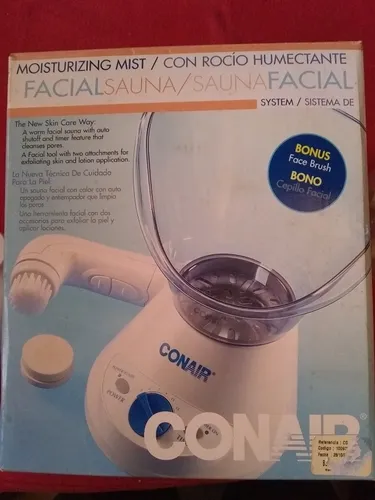 MOISTURIZING MIST / CON ROCÍO HUMECTANTE
FACIALSAUNA/SAUNAFACIAL
SYSTEM / SISTEMA DE
The New Skin Care Way:
A warm facial sauna with auto
shutoff and timer feature that
cleanses pores.
A Facial tool with two attachments for
exfoliating skin and lotion application.
La Nueva Técnica De Cuidado
Para La Piel:
Un sauna facial con calor con auto
apagado y
que limpia
los poros
Una herramienta facial con dos
accesorios para exfoliar la piel y
aplicar lociones.
BONUS
Face Brush
BONO
Cepillo Facial
CONAIR
POWER
CONAIR
Referencia : CS
Codigo :
Fecha :